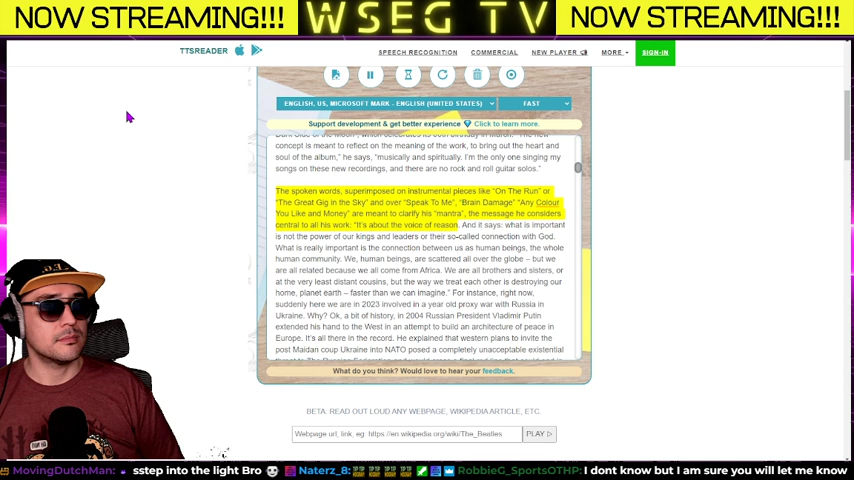 NOW STREAMING!!! WSEG TV NOW STREAMING!!!
TTSREADER SPEECH RECOGNITION COMMERCIAL NEW PLAYER MORE SIGN-IN
ENGLISH, US, MICROSOFT MARK - ENGLISH (UNITED STATES) FAST
Support development & get better experience Click to learn more.
Dark Side of the Moon", which celebrates its 50th birthday in March. "The new
concept is meant to reflect on the meaning of the work, to bring out the heart and
soul of the album," he says, "musically and spiritually. I'm the only one singing my
songs on these new recordings, and there are no rock and roll guitar solos."
The spoken words, superimposed on instrumental pieces like "On The Run" or
"The Great Gig in the Sky" and over "Speak To Me", "Brain Damage" "Any Colour
You Like and Money" are meant to clarify his "mantra", the message he considers
central to all his work: "It's about the voice of reason. And it says: what is important
is not the power of our kings and leaders or their so-called connection with God.
What is really important is the connection between us as human beings, the whole
human community. We, human beings, are scattered all over the globe – but we
are all related because we all come from Africa. We are all brothers and sisters, or
at the very least distant cousins, but the way we treat each other is destroying our
home, planet earth – faster than we can imagine." For instance, right now,
suddenly here we are in 2023 involved in a year old proxy war with Russia in
Ukraine. Why? Ok, a bit of history, in 2004 Russian President Vladimir Putin
extended his hand to the West in an attempt to build an architecture of peace in
Europe. It's all there in the record. He explained that western plans to invite the
post Maidan coup Ukraine into NATO posed a completely unacceptable existential
What do you think? Would love to hear your feedback.
BETA: READ OUT LOUD ANY WEBPAGE, WIKIPEDIA ARTICLE, ETC.
Webpage url, link, eg: https://en.wikipedia.org/wiki/The_Beatles PLAY ▷
MovingDutchMan: sstep into the light Bro Naterz_8: RobbieG_SportsOTHP: I dont know but I am sure you will let me know